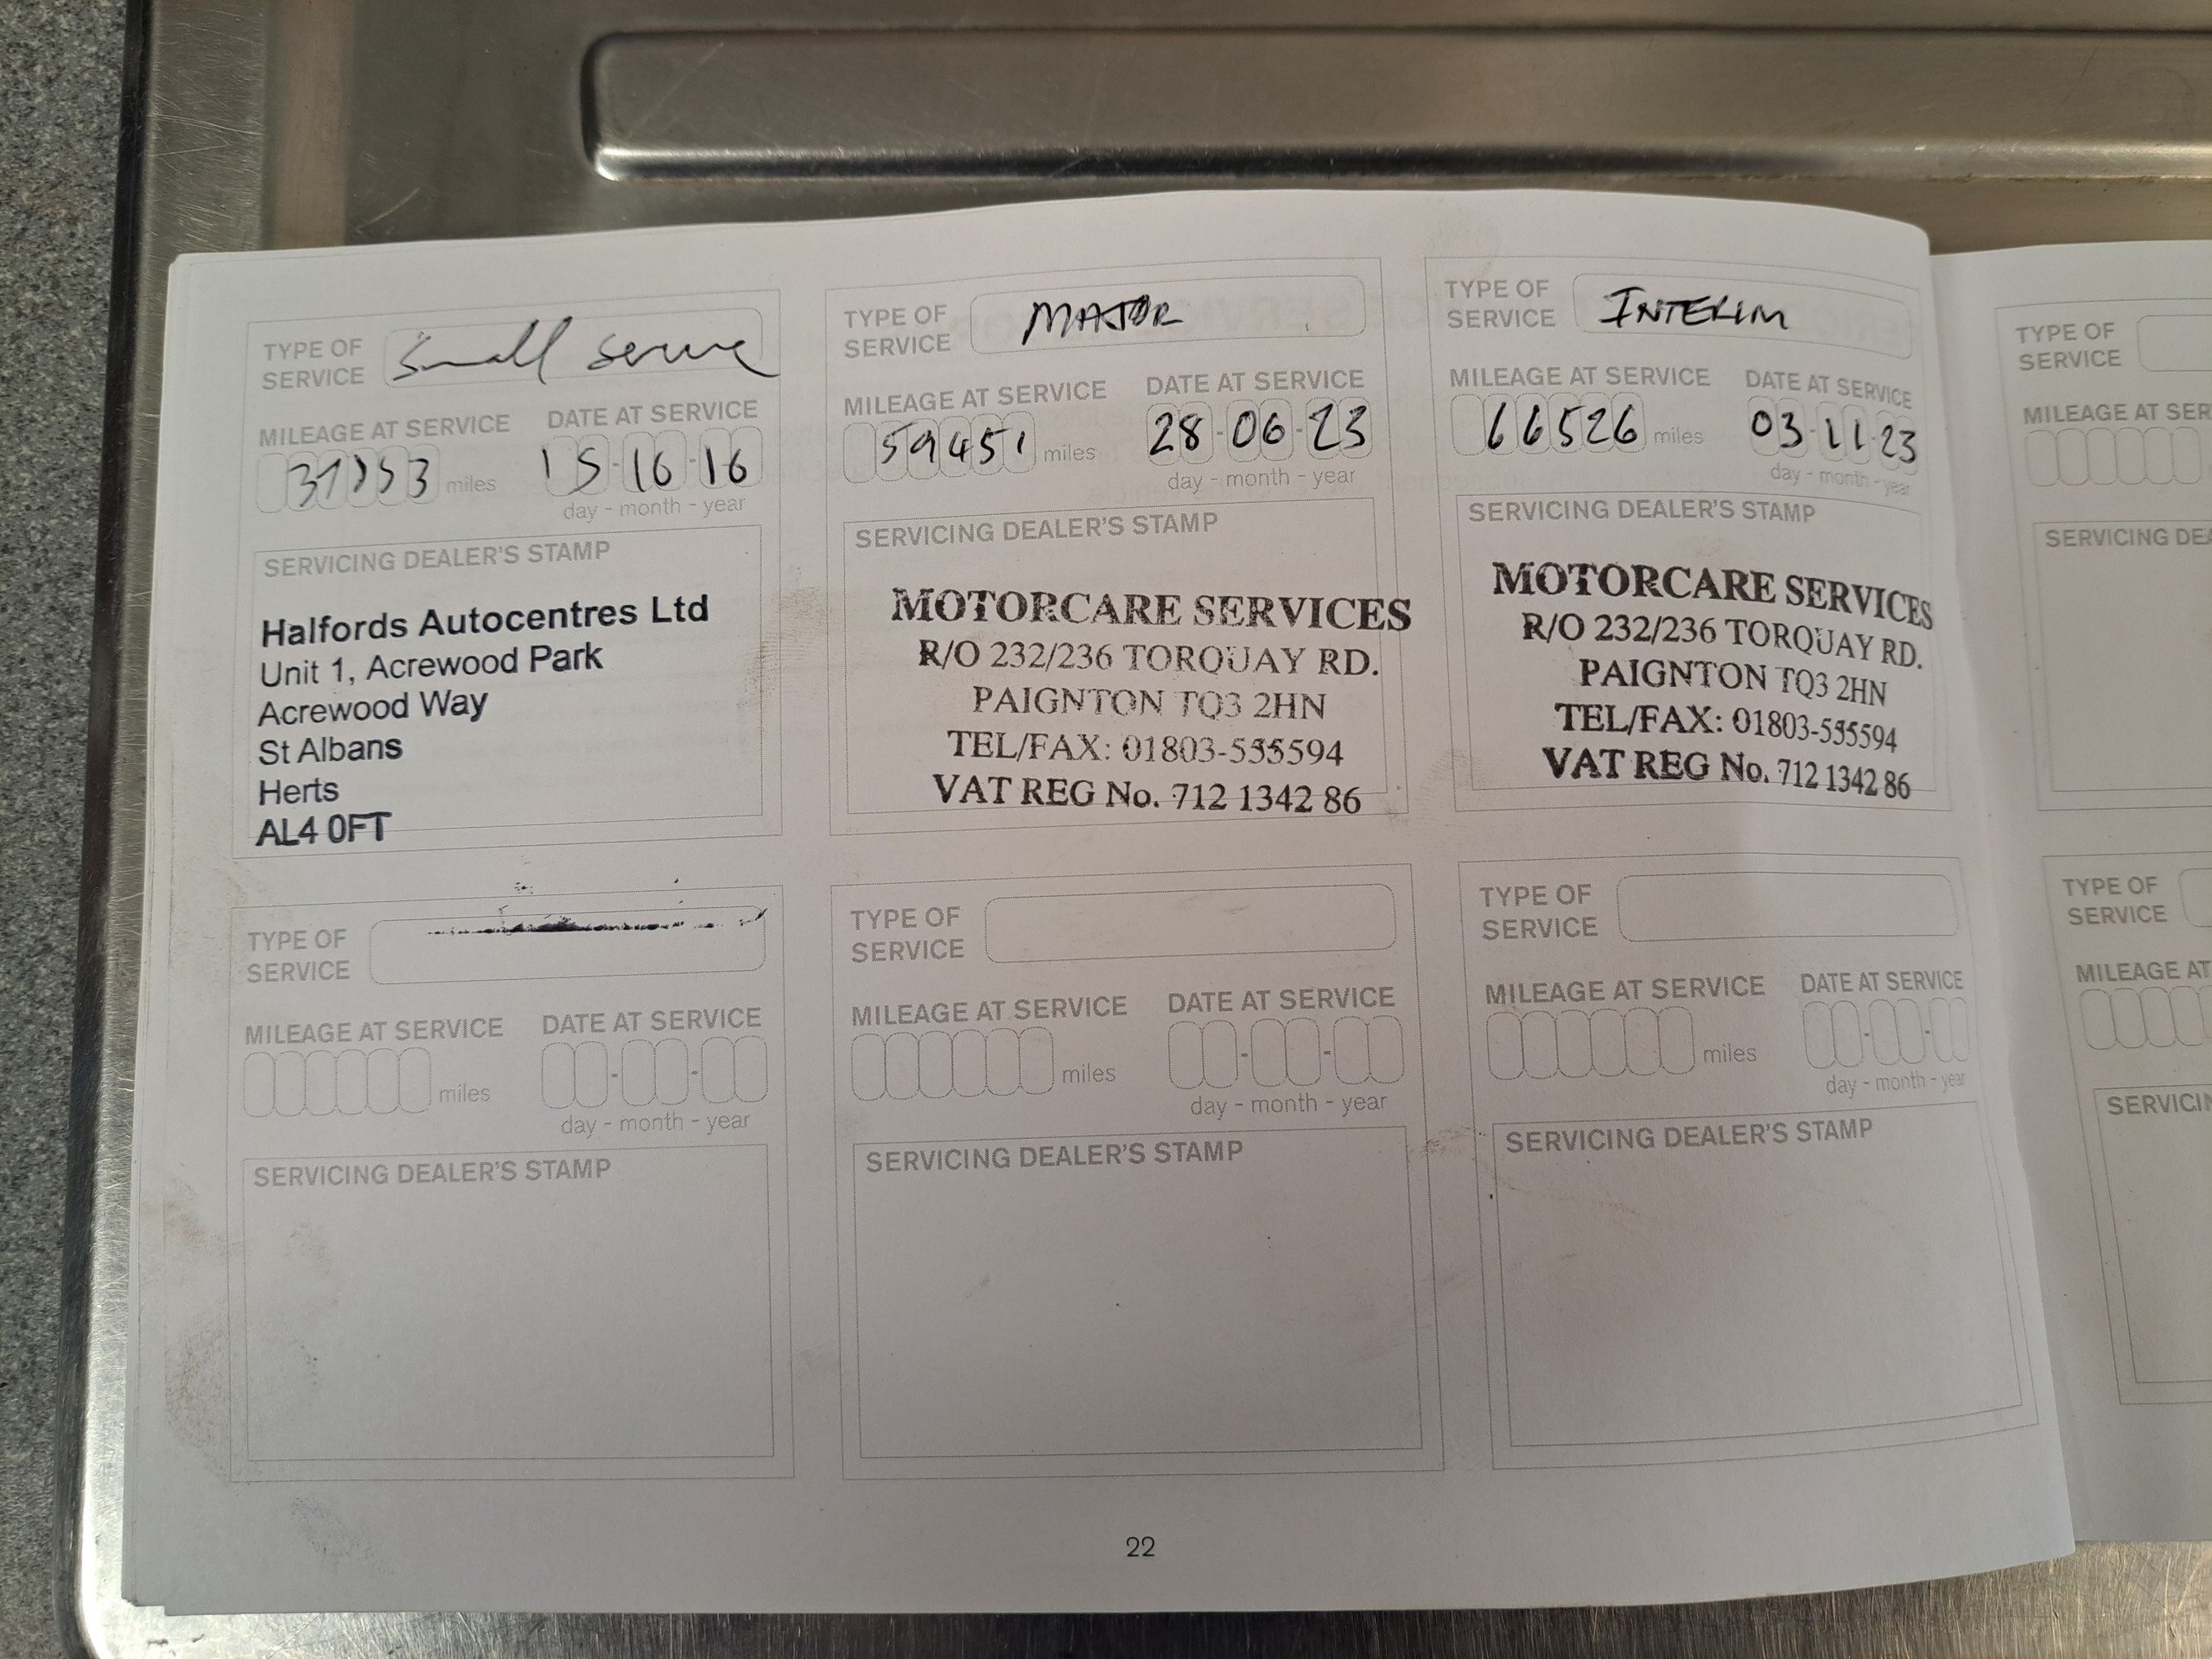 TYPE OF SERVICE Small service
MILEAGE AT SERVICE DATE AT SERVICE
miles 15-16-16
day - month - year
SERVICING DEALER'S STAMP
Halfords Autocentres Ltd
Unit 1, Acrewood Park
Acrewood Way
St Albans
Herts
AL4 0FT
TYPE OF SERVICE MAJOR
MILEAGE AT SERVICE DATE AT SERVICE
59451 miles 28-06-23
day - month - year
SERVICING DEALER'S STAMP
MOTORCARE SERVICES
R/O 232/236 TORQUAY RD.
PAIGNTON TQ3 2HN
TEL/FAX: 01803-555594
VAT REG No. 712 1342 86
TYPE OF SERVICE INTERIM
MILEAGE AT SERVICE DATE AT SERVICE
66526 miles 03-11-23
day - month - year
SERVICING DEALER'S STAMP
MOTORCARE SERVICES
R/O 232/236 TORQUAY RD.
PAIGNTON TQ3 2HN
TEL/FAX: 01803-555594
VAT REG No. 712 1342 86
TYPE OF SERVICE
MILEAGE AT SER
SERVICING DEA
TYPE OF SERVICE
MILEAGE AT SERVICE DATE AT SERVICE
miles
day - month - year
SERVICING DEALER'S STAMP
TYPE OF SERVICE
MILEAGE AT SERVICE DATE AT SERVICE
miles
day - month - year
SERVICING DEALER'S STAMP
TYPE OF SERVICE
MILEAGE AT SERVICE DATE AT SERVICE
miles
day - month - year
SERVICING DEALER'S STAMP
TYPE OF SERVICE
MILEAGE AT
SERVICIN
22